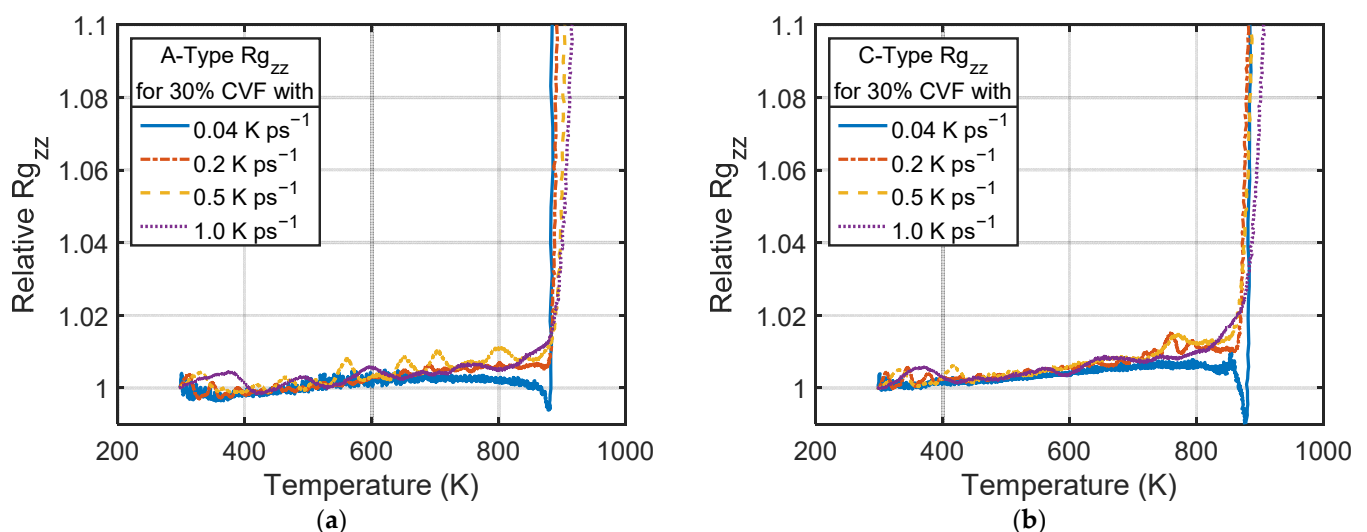 1.1
1.08
1.06
1.04
1.02
1
Relative Rg_zz
A-Type Rg_zz
for 30% CVF with
0.04 K ps⁻¹
0.2 K ps⁻¹
0.5 K ps⁻¹
1.0 K ps⁻¹
200 400 600 800 1000
Temperature (K)
(a)
1.1
1.08
1.06
1.04
1.02
1
Relative Rg_zz
C-Type Rg_zz
for 30% CVF with
0.04 K ps⁻¹
0.2 K ps⁻¹
0.5 K ps⁻¹
1.0 K ps⁻¹
200 400 600 800 1000
Temperature (K)
(b)